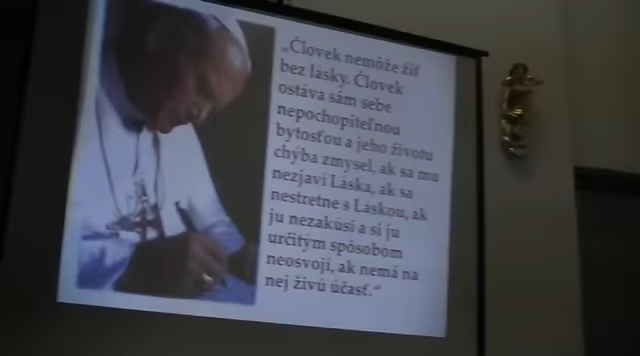 „Človek nemôže žiť
bez lásky. Človek
ostáva sám sebe
nepochopiteľnou
bytosťou a jeho životu
chýba zmysel, ak sa mu
nezjaví Láska, ak sa
nestretne s Láskou, ak
ju nezakúsi a si ju
určitým spôsobom
neosvojí, ak nemá na
nej živú účasť.“